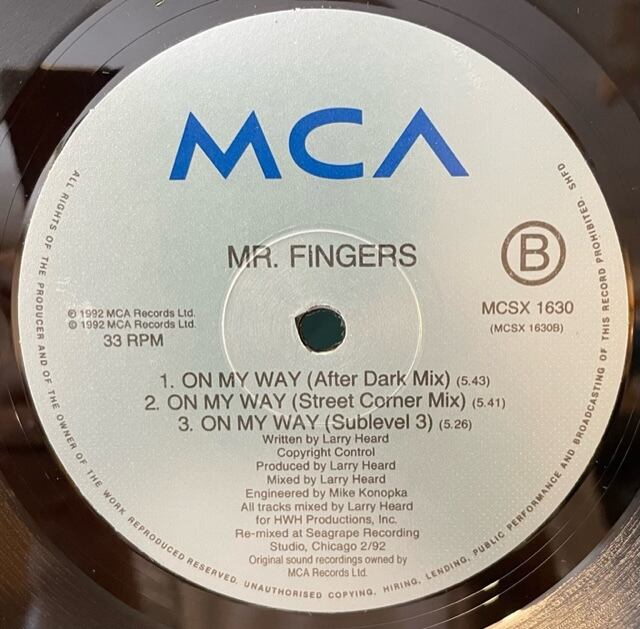 MCA
MR. FINGERS
B
MCSX 1630
(MCSX 1630B)
℗ 1992 MCA Records Ltd.
© 1992 MCA Records Ltd.
33 RPM
1. ON MY WAY (After Dark Mix) (5.43)
2. ON MY WAY (Street Corner Mix) (5.41)
3. ON MY WAY (Sublevel 3) (5.26)
Written by Larry Heard
Copyright Control
Produced by Larry Heard
Mixed by Larry Heard
Engineered by Mike Konopka
All tracks mixed by Larry Heard
for HWH Productions, Inc.
Re-mixed at Seagrape Recording
Studio, Chicago 2/92
Original sound recordings owned by
MCA Records Ltd.
ALL RIGHTS OF THE PRODUCER AND OF THE OWNER OF THE WORK REPRODUCED RESERVED. UNAUTHORISED COPYING, HIRING, LENDING, PUBLIC PERFORMANCE AND BROADCASTING OF THIS RECORD PROHIBITED. SHFD